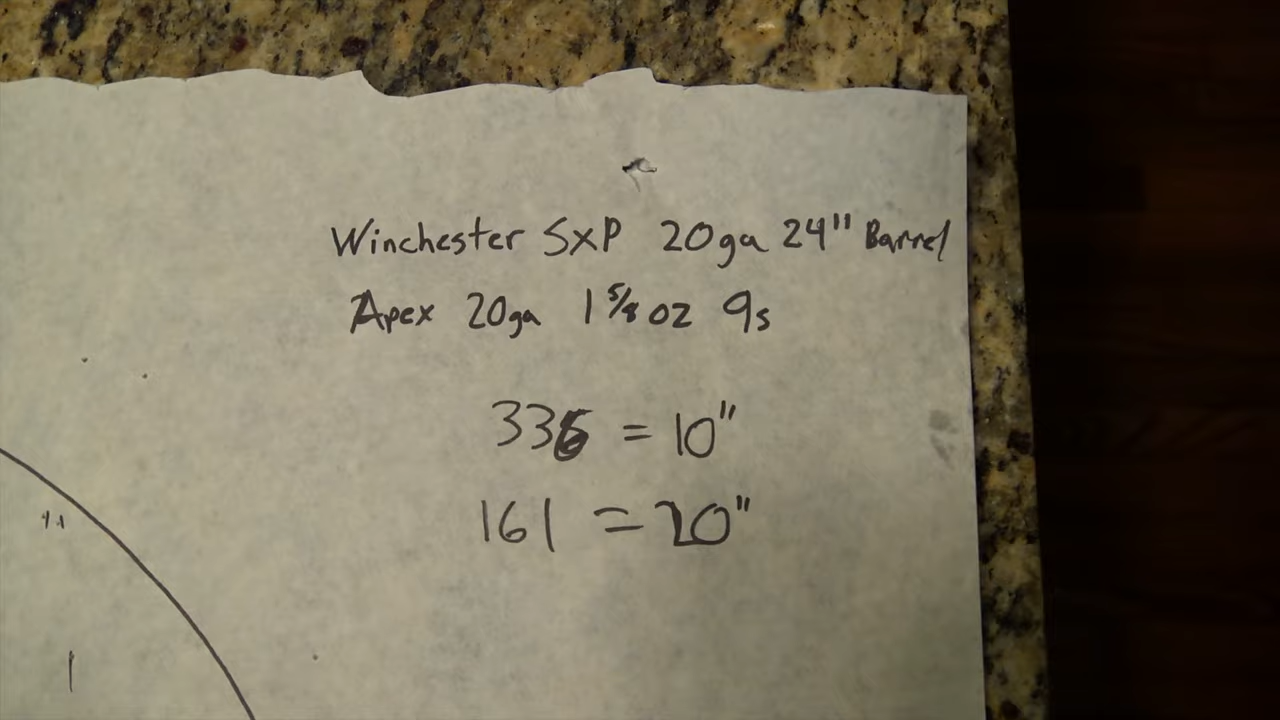 Winchester SXP 20ga 24" Barrel
Apex 20ga 1 5/8 oz 9s
336 = 10"
161 = 20"